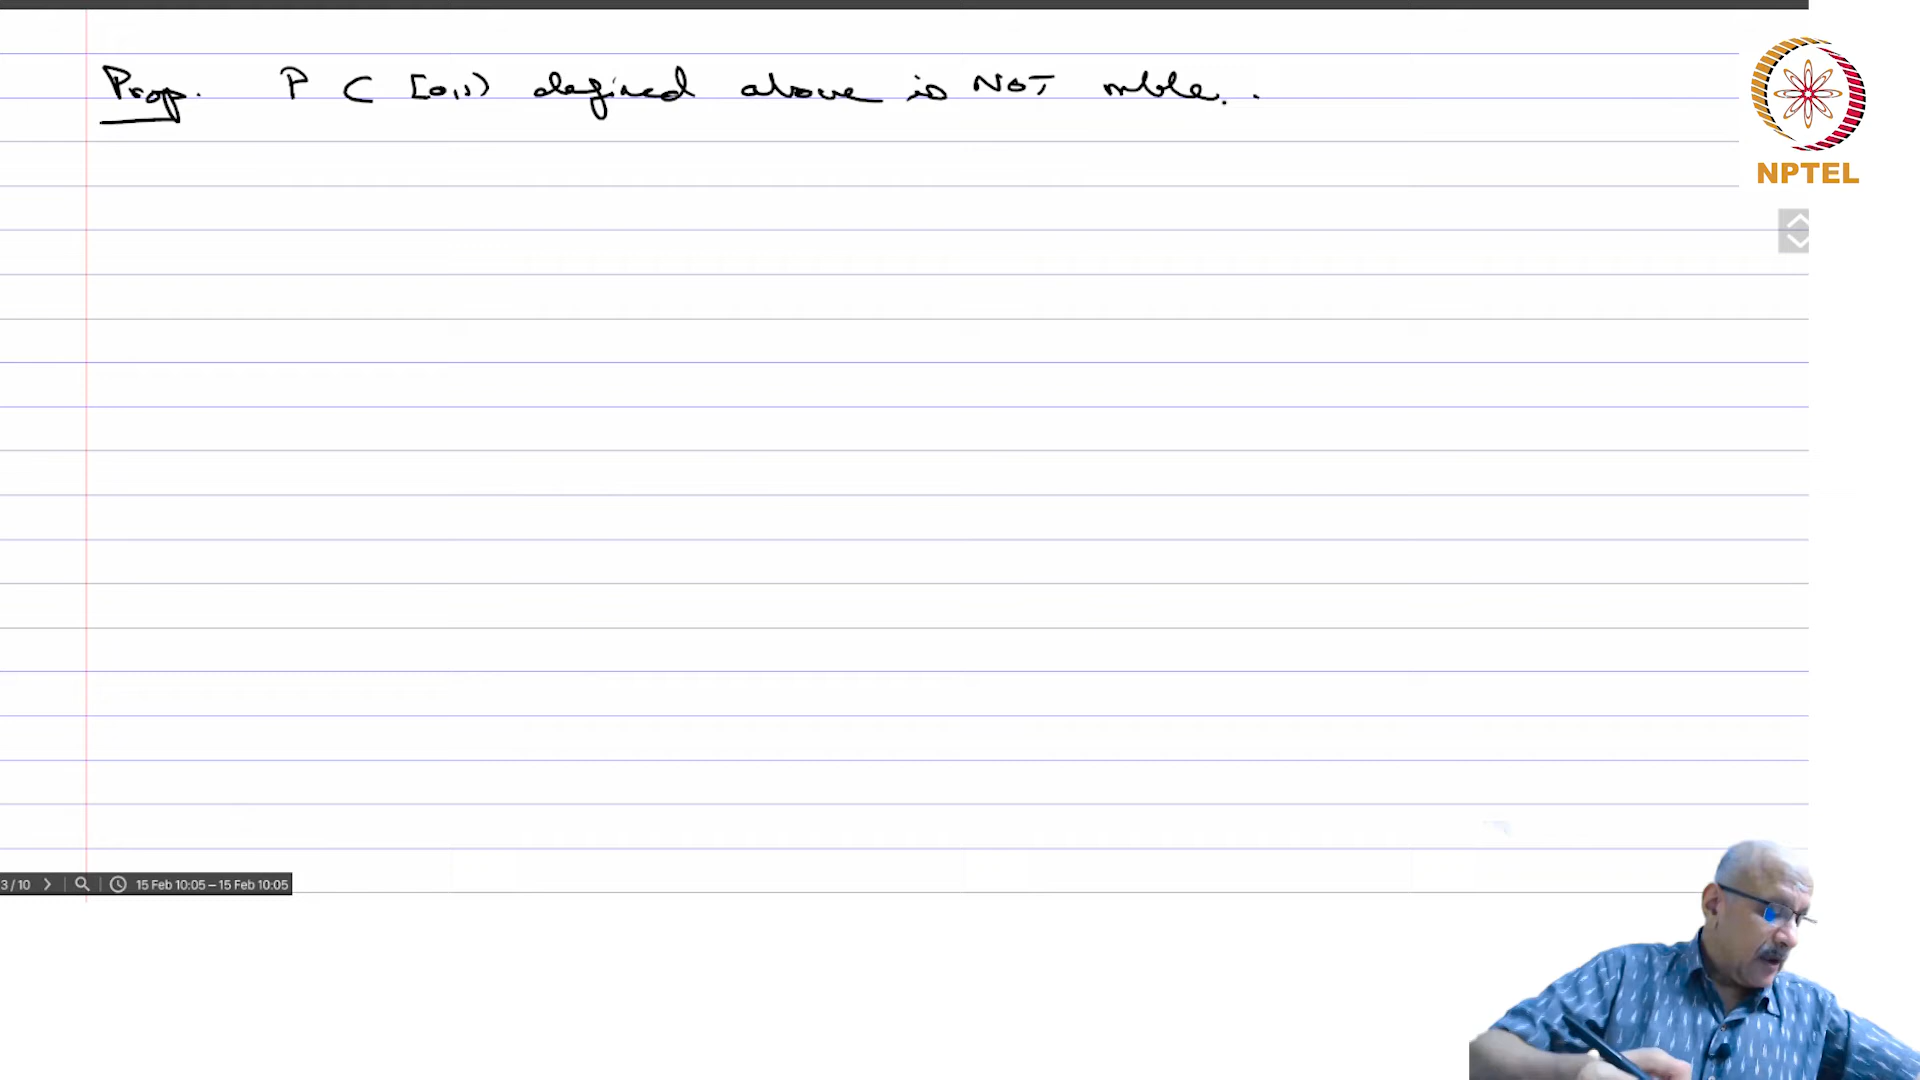 Prop. P ⊂ [0,1) defined above is NOT mble.
NPTEL
3 / 10 15 Feb 10:05 – 15 Feb 10:05